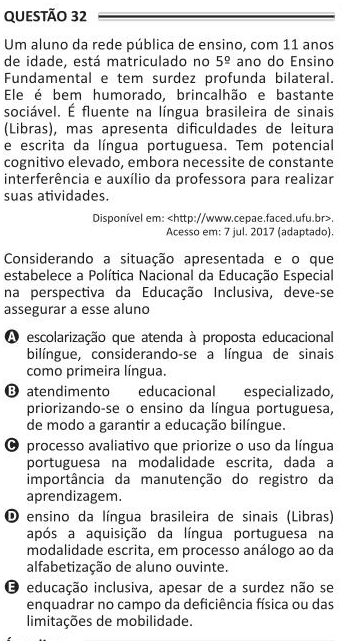 QUESTÃO 32
Um aluno da rede pública de ensino, com 11 anos
de idade, está matriculado no 5º ano do Ensino
Fundamental e tem surdez profunda bilateral.
Ele é bem humorado, brincalhão e bastante
sociável. É fluente na língua brasileira de sinais
(Libras), mas apresenta dificuldades de leitura
e escrita da língua portuguesa. Tem potencial
cognitivo elevado, embora necessite de constante
interferência e auxílio da professora para realizar
suas atividades.
Disponível em: <http://www.cepae.faced.ufu.br>.
Acesso em: 7 jul. 2017 (adaptado).
Considerando a situação apresentada e o que
estabelece a Política Nacional da Educação Especial
na perspectiva da Educação Inclusiva, deve-se
assegurar a esse aluno
A escolarização que atenda à proposta educacional
bilíngue, considerando-se a língua de sinais
como primeira língua.
B atendimento educacional especializado,
priorizando-se o ensino da língua portuguesa,
de modo a garantir a educação bilíngue.
C processo avaliativo que priorize o uso da língua
portuguesa na modalidade escrita, dada a
importância da manutenção do registro da
aprendizagem.
D ensino da língua brasileira de sinais (Libras)
após a aquisição da língua portuguesa na
modalidade escrita, em processo análogo ao da
alfabetização de aluno ouvinte.
E educação inclusiva, apesar de a surdez não se
enquadrar no campo da deficiência física ou das
limitações de mobilidade.